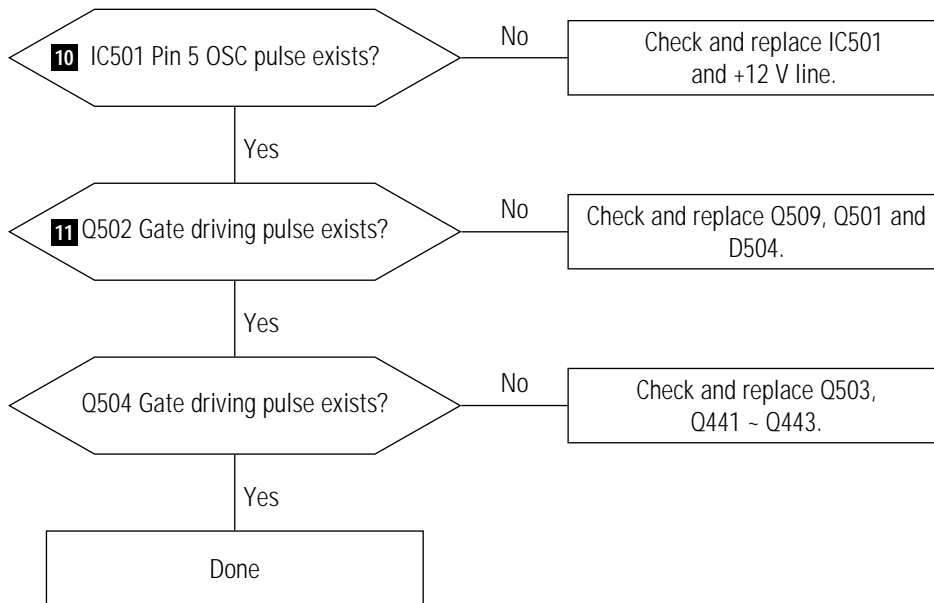 10 IC501 Pin 5 OSC pulse exists?
No
Check and replace IC501
and +12 V line.
Yes
11 Q502 Gate driving pulse exists?
No
Check and replace Q509, Q501 and
D504.
Yes
Q504 Gate driving pulse exists?
No
Check and replace Q503,
Q441 ~ Q443.
Yes
Done